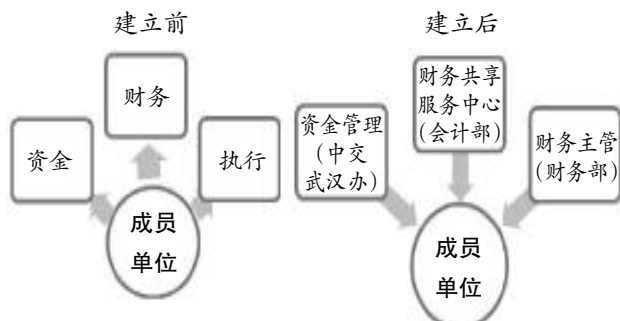 建立前
财务
资金
执行
成员
单位
建立后
财务共享
服务中心
(会计部)
资金管理
(中交
武汉办)
财务主管
(财务部)
成员
单位